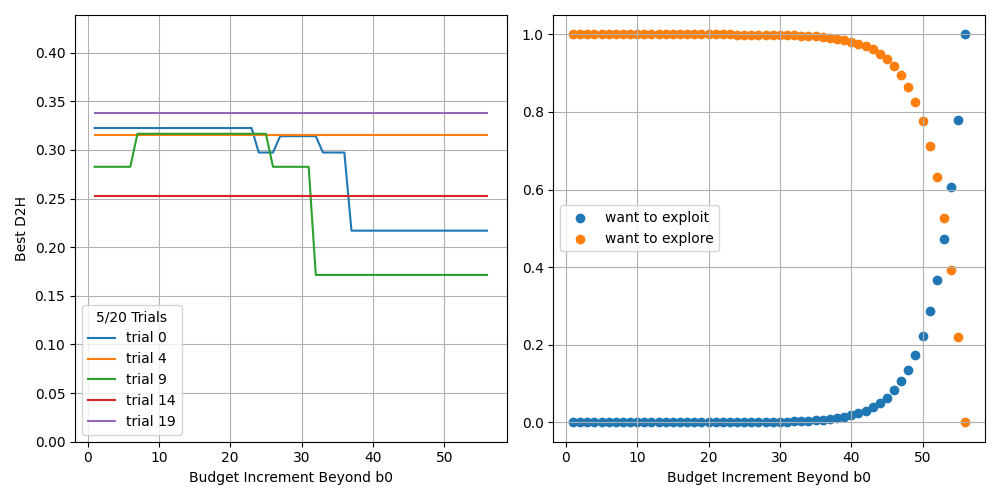 0.40
0.35
0.30
0.25
0.20
0.15
0.10
0.05
0.00
Best D2H
5/20 Trials
trial 0
trial 4
trial 9
trial 14
trial 19
0 10 20 30 40 50
Budget Increment Beyond b0
1.0
0.8
0.6
0.4
0.2
0.0
want to exploit
want to explore
0 10 20 30 40 50
Budget Increment Beyond b0